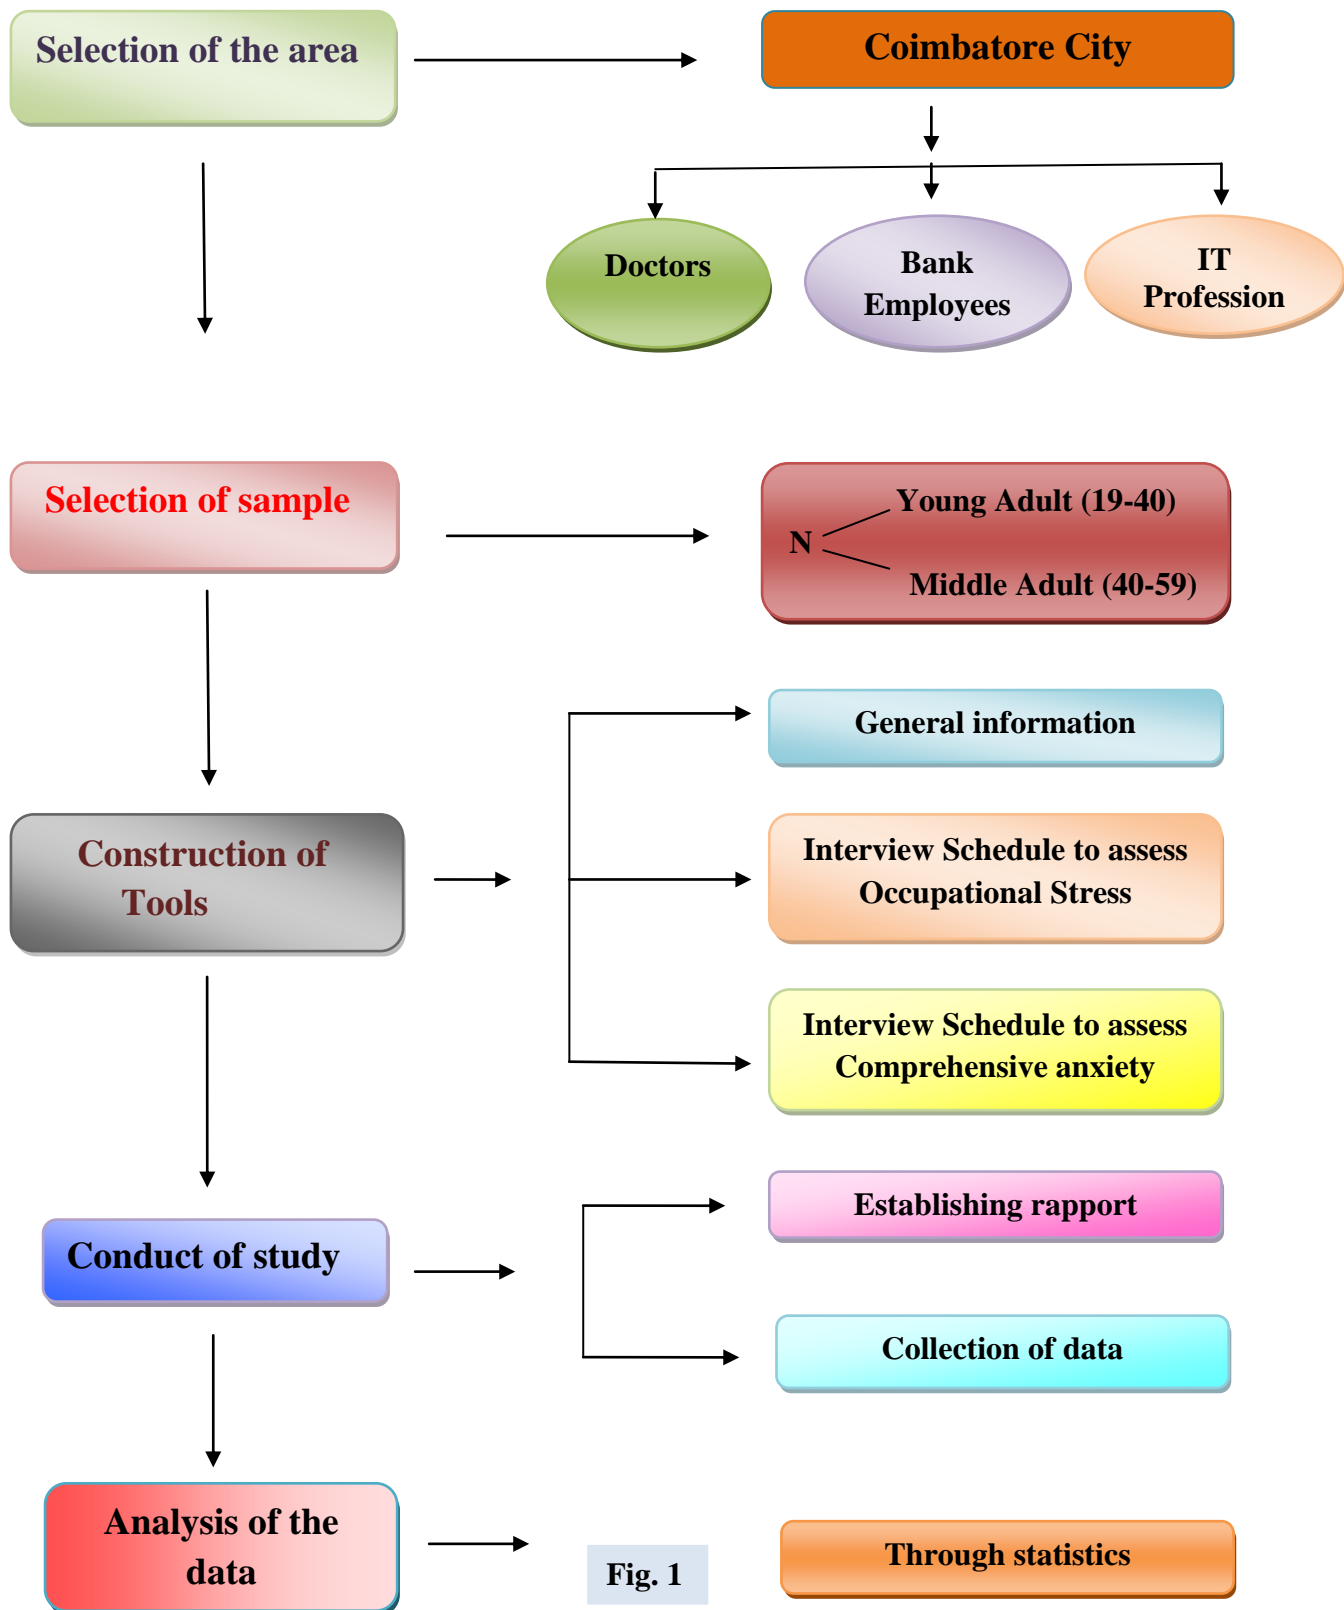 Selection of the area
Coimbatore City
Doctors
Bank
Employees
IT
Profession
Selection of sample
Young Adult (19-40)
N
Middle Adult (40-59)
General information
Construction of
Tools
Interview Schedule to assess
Occupational Stress
Interview Schedule to assess
Comprehensive anxiety
Conduct of study
Establishing rapport
Collection of data
Analysis of the
data
Through statistics
Fig. 1